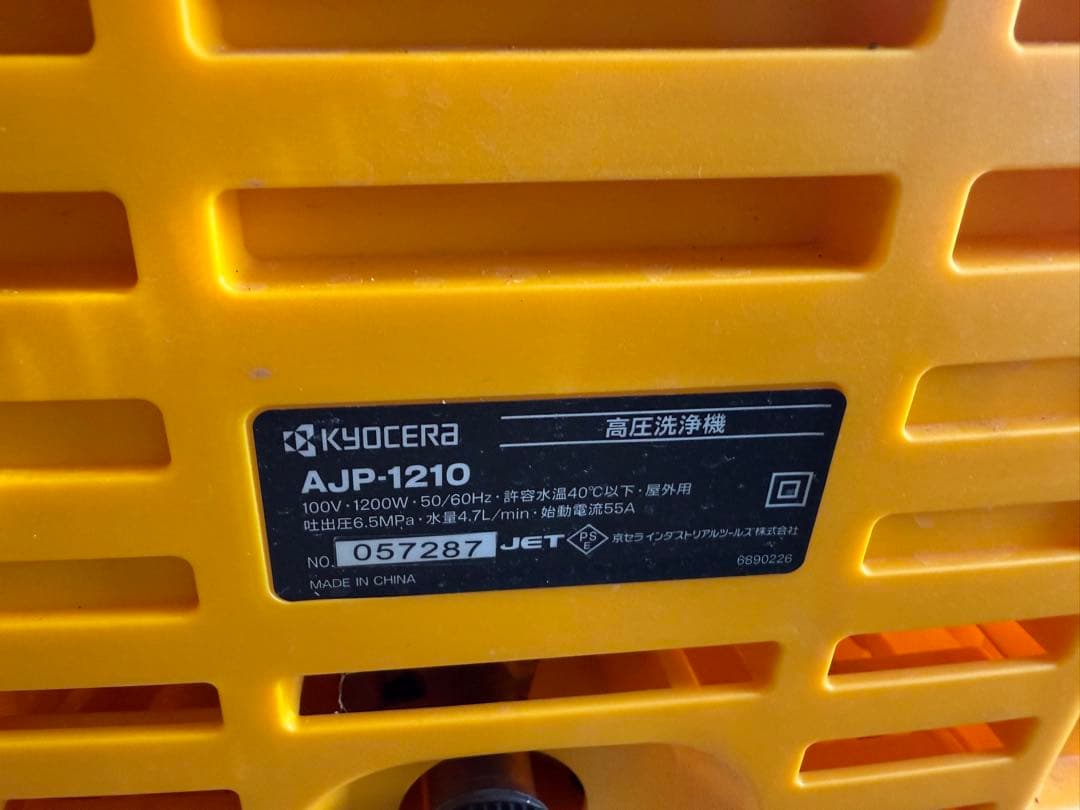 KYOCERA
高圧洗浄機
AJP-1210
100V・1200W・50/60Hz・許容水温40℃以下・屋外用
吐出圧6.5MPa・水量4.7L/min・始動電流55A
NO. 057287 JET PSE 京セラインダストリアルツールズ株式会社
MADE IN CHINA
6890226